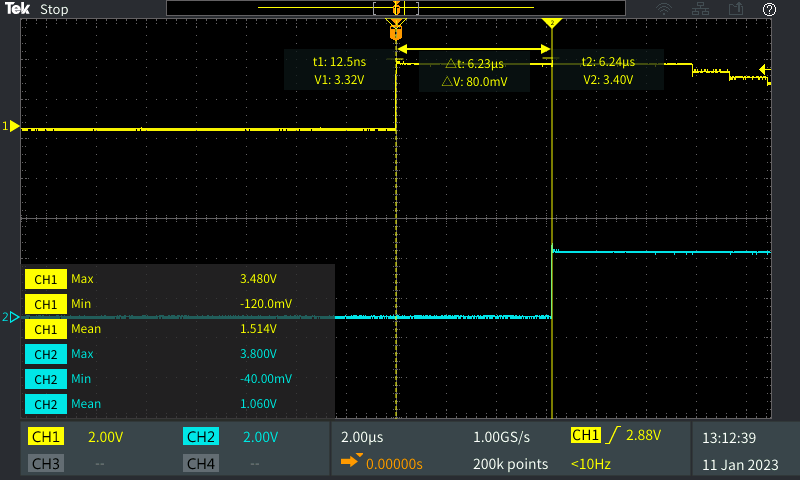 Tek Stop
T
2
T
t1: 12.5ns
V1: 3.32V
△t: 6.23µs
△V: 80.0mV
t2: 6.24µs
V2: 3.40V
1
CH1 Max 3.480V
CH1 Min -120.0mV
CH1 Mean 1.514V
2
CH2 Max 3.800V
CH2 Min -40.00mV
CH2 Mean 1.060V
CH1 2.00V CH2 2.00V
CH3 -- CH4 --
2.00µs 1.00GS/s
0.00000s 200k points
CH1 2.88V
<10Hz
13:12:39
11 Jan 2023